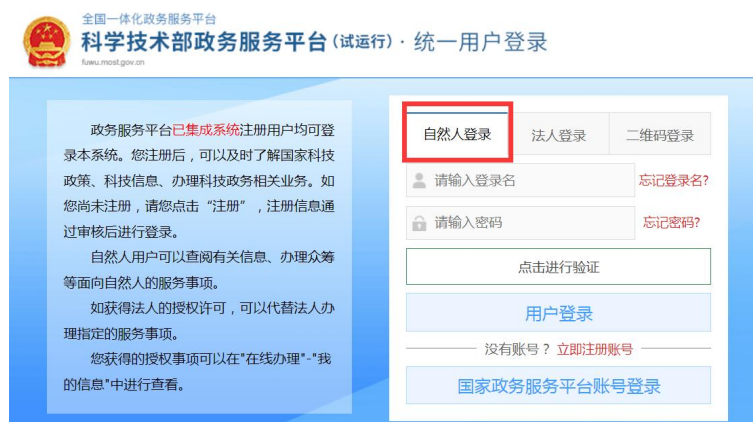 全国一体化政务服务平台
科学技术部政务服务平台(试运行)·统一用户登录
fuwu.most.gov.cn
政务服务平台已集成系统注册用户均可登
录本系统。您注册后，可以及时了解国家科技
政策、科技信息、办理科技政务相关业务。如
您尚未注册，请您点击“注册”，注册信息通
过审核后进行登录。
自然人用户可以查阅有关信息、办理众筹
等面向自然人的服务事项。
如获得法人的授权许可，可以代替法人办
理指定的服务事项。
您获得的授权事项可以在"在线办理"-"我
的信息"中进行查看。
自然人登录 法人登录 二维码登录
请输入登录名 忘记登录名?
请输入密码 忘记密码?
点击进行验证
用户登录
没有账号？立即注册账号
国家政务服务平台账号登录